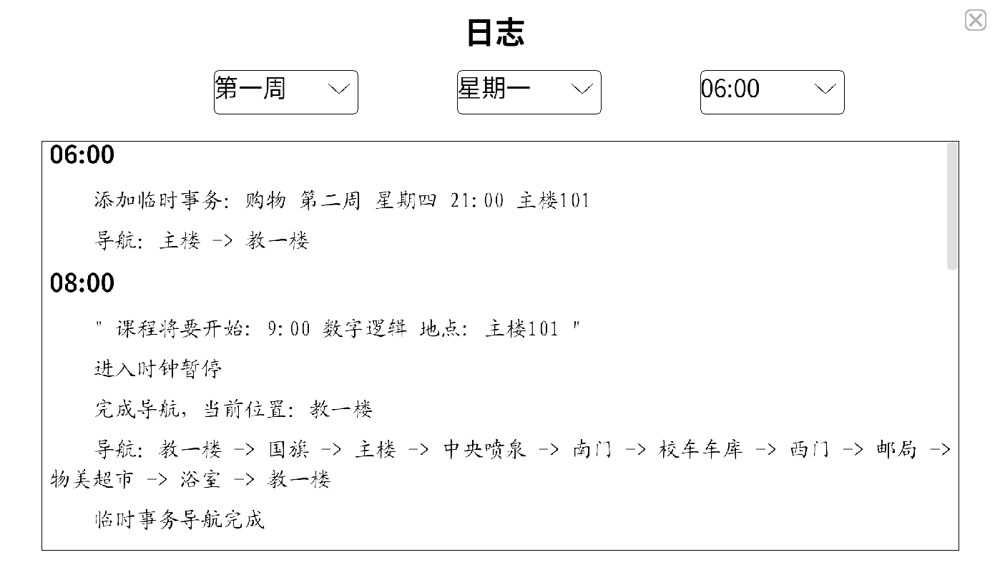 日志
第一周 星期一 06:00
06:00
添加临时事务: 购物 第二周 星期四 21:00 主楼101
导航: 主楼 -> 教一楼
08:00
" 课程将要开始: 9:00 数字逻辑 地点: 主楼101 "
进入时钟暂停
完成导航, 当前位置: 教一楼
导航: 教一楼 -> 国旗 -> 主楼 -> 中央喷泉 -> 南门 -> 校车车库 -> 西门 -> 邮局 ->
物美超市 -> 浴室 -> 教一楼
临时事务导航完成